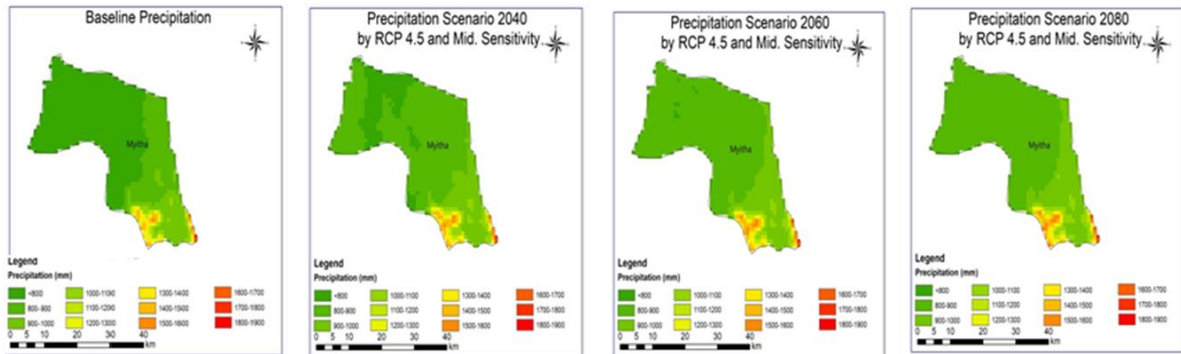 Baseline Precipitation
Myitha
Legend
Precipitation (mm)
<800 1000-1100 1300-1400 1600-1700
800-900 1100-1200 1400-1500 1700-1800
900-1000 1200-1300 1500-1600 1800-1900
0 5 10 20 30 40
km
Precipitation Scenario 2040
by RCP 4.5 and Mid. Sensitivity
Myitha
Legend
Precipitation (mm)
<800 1000-1100 1300-1400 1600-1700
800-900 1100-1200 1400-1500 1700-1800
900-1000 1200-1300 1500-1600 1800-1900
0 5 10 20 30 40
km
Precipitation Scenario 2060
by RCP 4.5 and Mid. Sensitivity
Myitha
Legend
Precipitation (mm)
<800 1000-1100 1300-1400 1600-1700
800-900 1100-1200 1400-1500 1700-1800
900-1000 1200-1300 1500-1600 1800-1900
0 5 10 20 30 40
km
Precipitation Scenario 2080
by RCP 4.5 and Mid. Sensitivity
Myitha
Legend
Precipitation (mm)
<800 1000-1100 1300-1400 1600-1700
800-900 1100-1200 1400-1500 1700-1800
900-1000 1200-1300 1500-1600 1800-1900
0 5 10 20 30 40
km